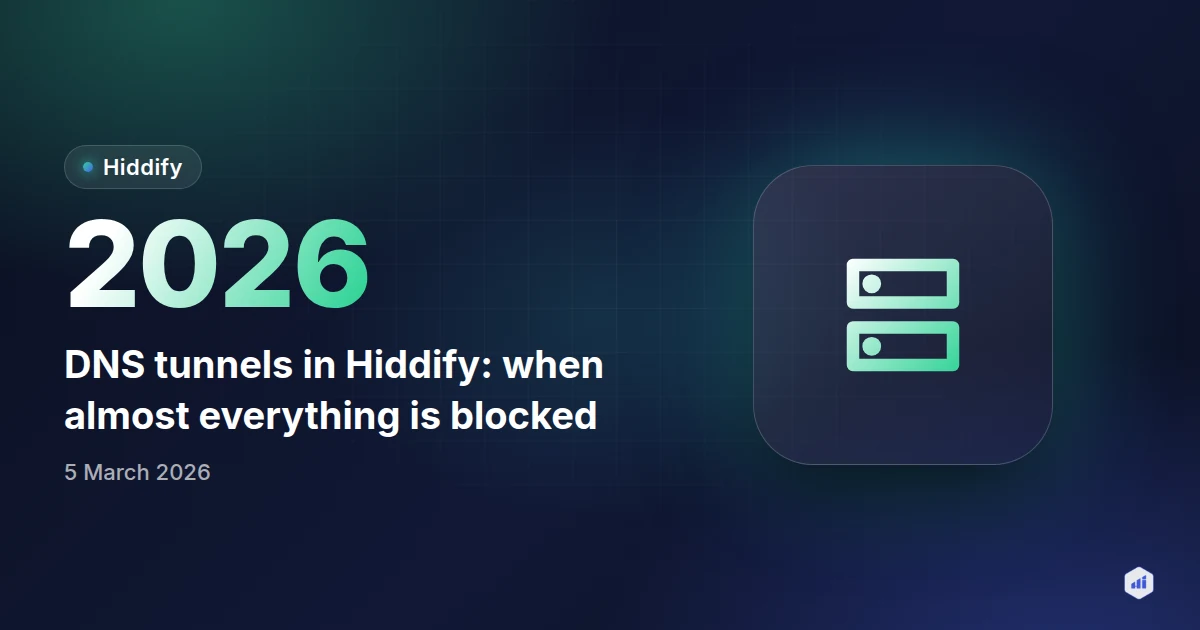 Hiddify
2026
DNS tunnels in Hiddify: when
almost everything is blocked
5 March 2026